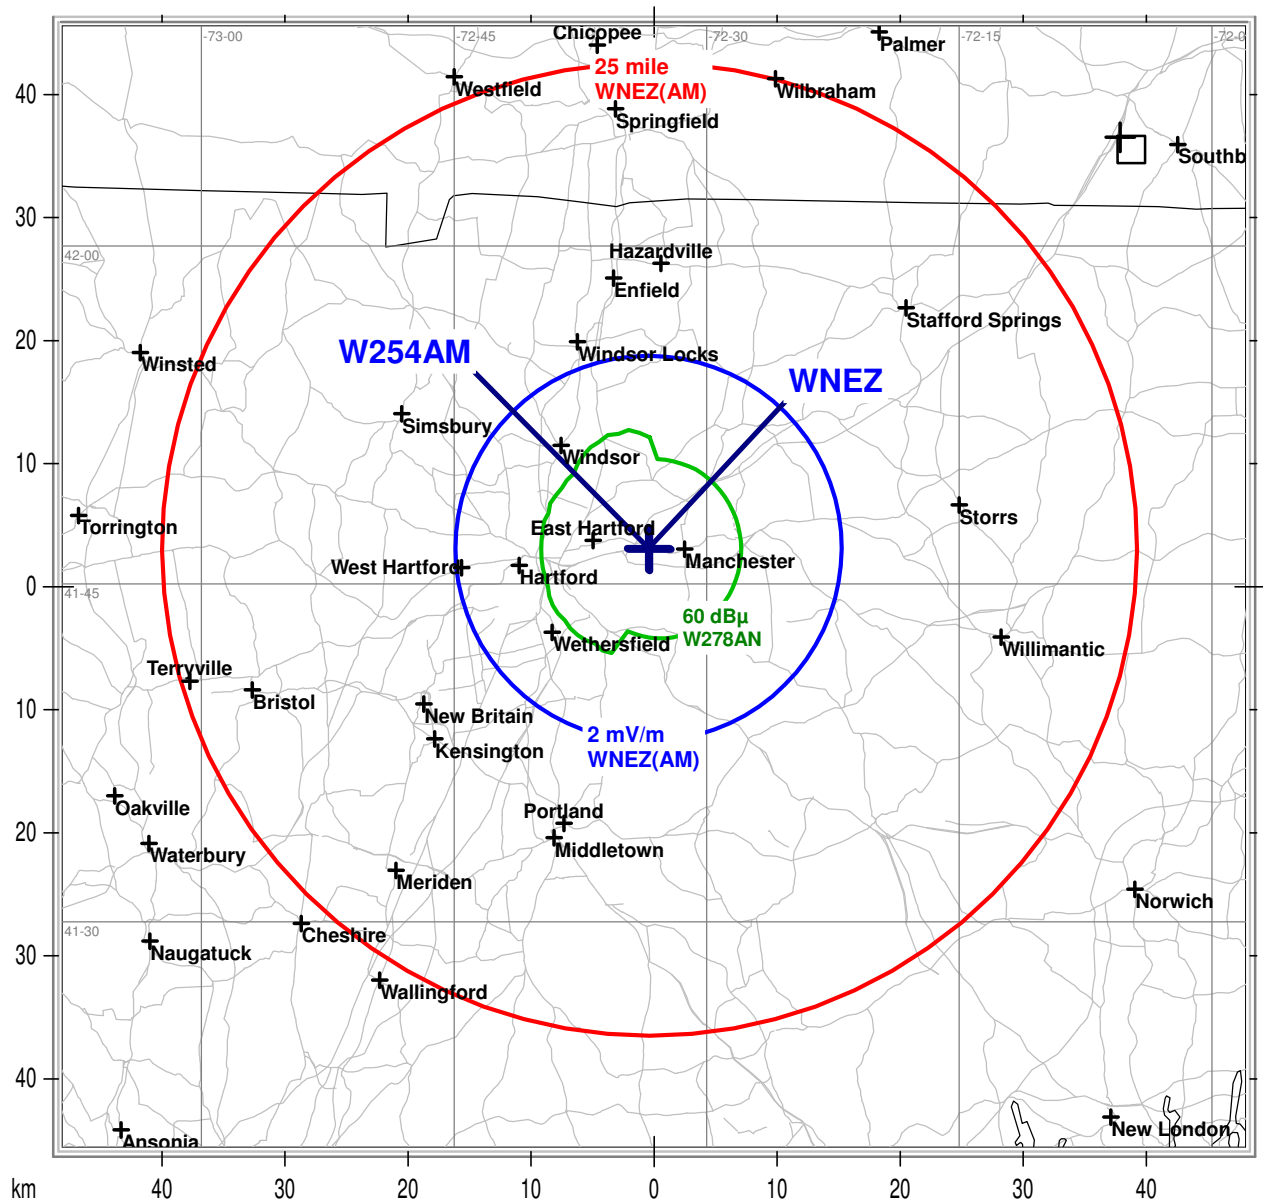 -73-00
-72-45
-72-30
-72-15
-72-0
Chicopee
Palmer
25 mile
WNEZ(AM)
Westfield
Wilbraham
40
Springfield
Southb
30
Hazardville
42-00
Enfield
Stafford Springs
20
W254AM
Windsor Locks
WNEZ
Winsted
Simsbury
10
Windsor
Torrington
East Hartford
Storrs
West Hartford
Hartford
Manchester
0
41-45
60 dBµ
W278AN
Wethersfield
Willimantic
Terryville
Bristol
10
New Britain
2 mV/m
WNEZ(AM)
Kensington
Oakville
Portland
20
Waterbury
Middletown
Meriden
Norwich
41-30
Cheshire
30
Naugatuck
Wallingford
40
New London
Ansonia
km
40
30
20
10
0
10
20
30
40